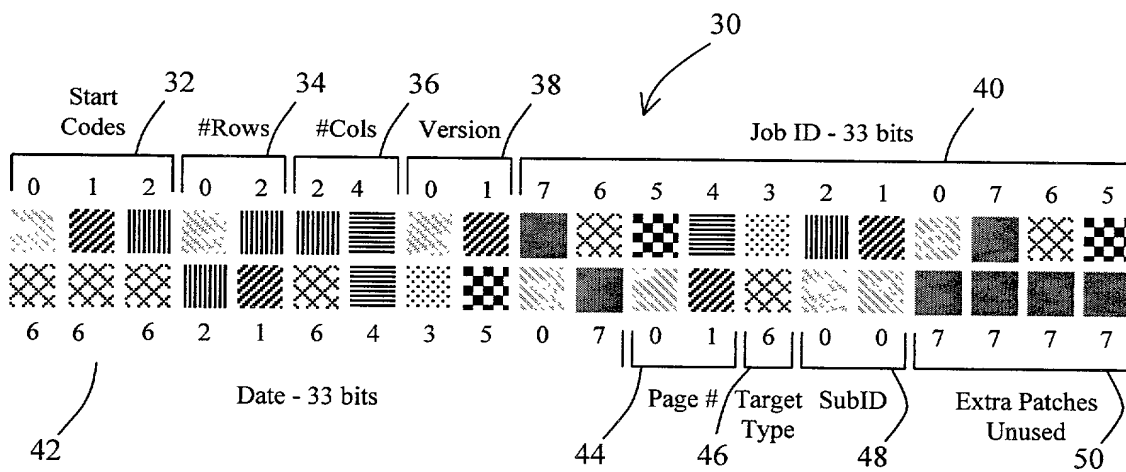 30
32 34 36 38 40
Start
Codes #Rows #Cols Version Job ID - 33 bits
0 1 2 0 2 2 4 0 1 7 6 5 4 3 2 1 0 7 6 5
6 6 6 2 1 6 4 3 5 0 7 0 1 6 0 0 7 7 7 7
Date - 33 bits Page # Target SubID Extra Patches
Type Unused
42 44 46 48 50